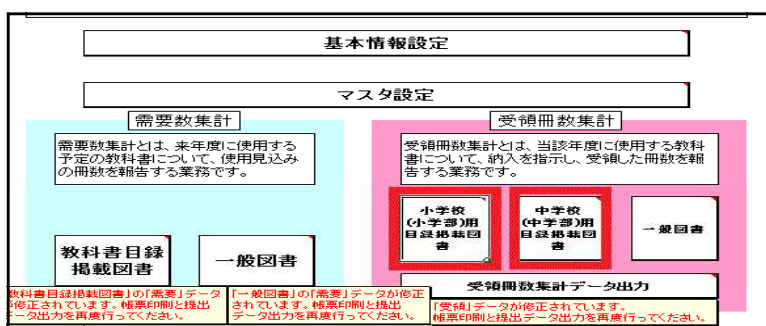 基本情報設定
マスタ設定
需要数集計
需要数集計とは、来年度に使用する
予定の教科書について、使用見込み
の冊数を報告する業務です。
教科書目録
掲載図書
一般図書
教科書目録掲載図書」の「需要」データ
が修正されています。帳票印刷と提出
データ出力を再度行ってください。
「一般図書」の「需要」データが修正
されています。帳票印刷と提出
データ出力を再度行ってください。
受領冊数集計
受領冊数集計とは、当該年度に使用する教科
書について、納入を指示し、受領した冊数を報
告する業務です。
小学校
(小学部)用
目録掲載図
書
中学校
(中学部)用
目録掲載図
書
一般図書
受領冊数集計データ出力
「受領」データが修正されています。
帳票印刷と提出データ出力を再度行ってください。